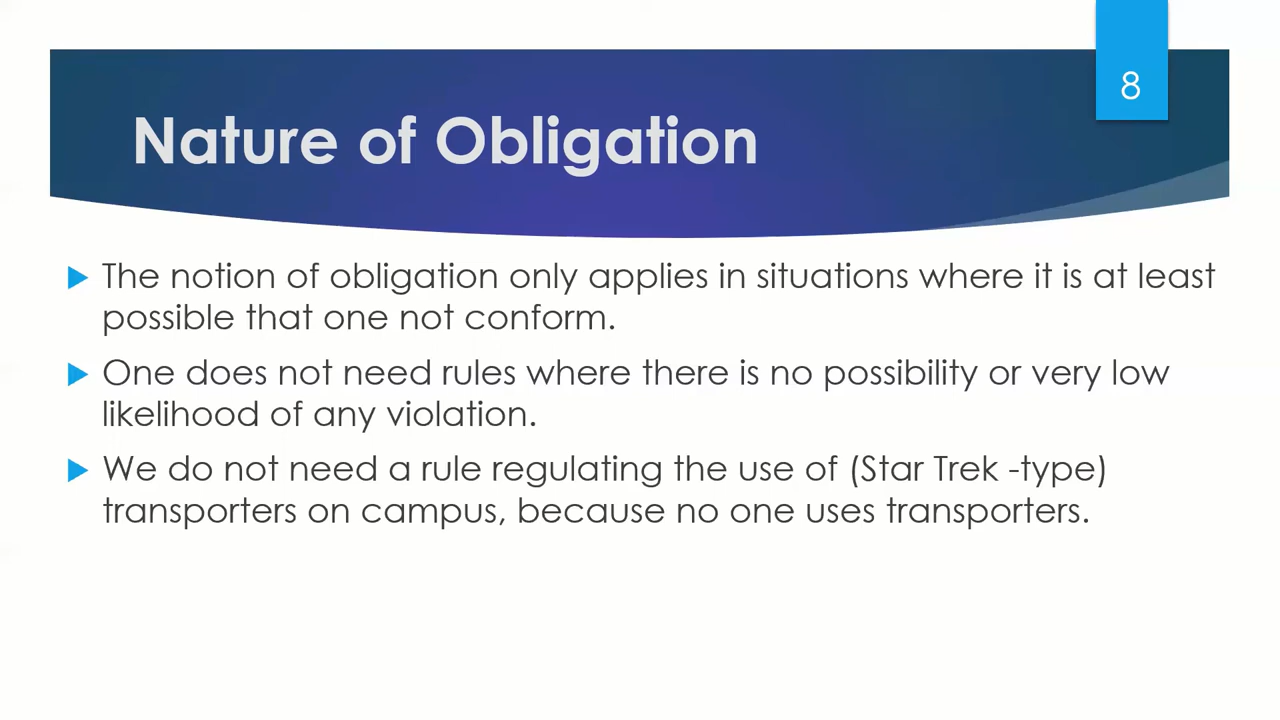 8
Nature of Obligation
The notion of obligation only applies in situations where it is at least
possible that one not conform.
One does not need rules where there is no possibility or very low
likelihood of any violation.
We do not need a rule regulating the use of (Star Trek -type)
transporters on campus, because no one uses transporters.